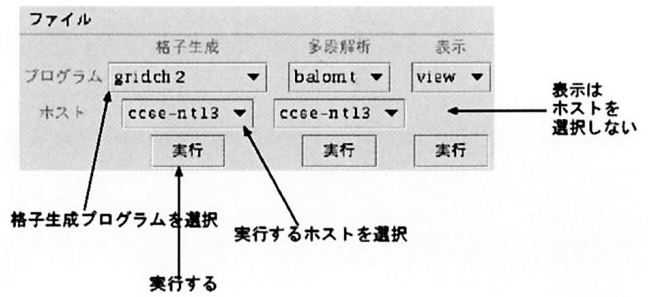 ファイル
格子生成 多段解析 表示
プログラム gridch2 balomt view
ホスト ccse-nt13 ccse-nt13
実行 実行 実行
表示は
ホストを
選択しない
格子生成プログラムを選択
実行するホストを選択
実行する